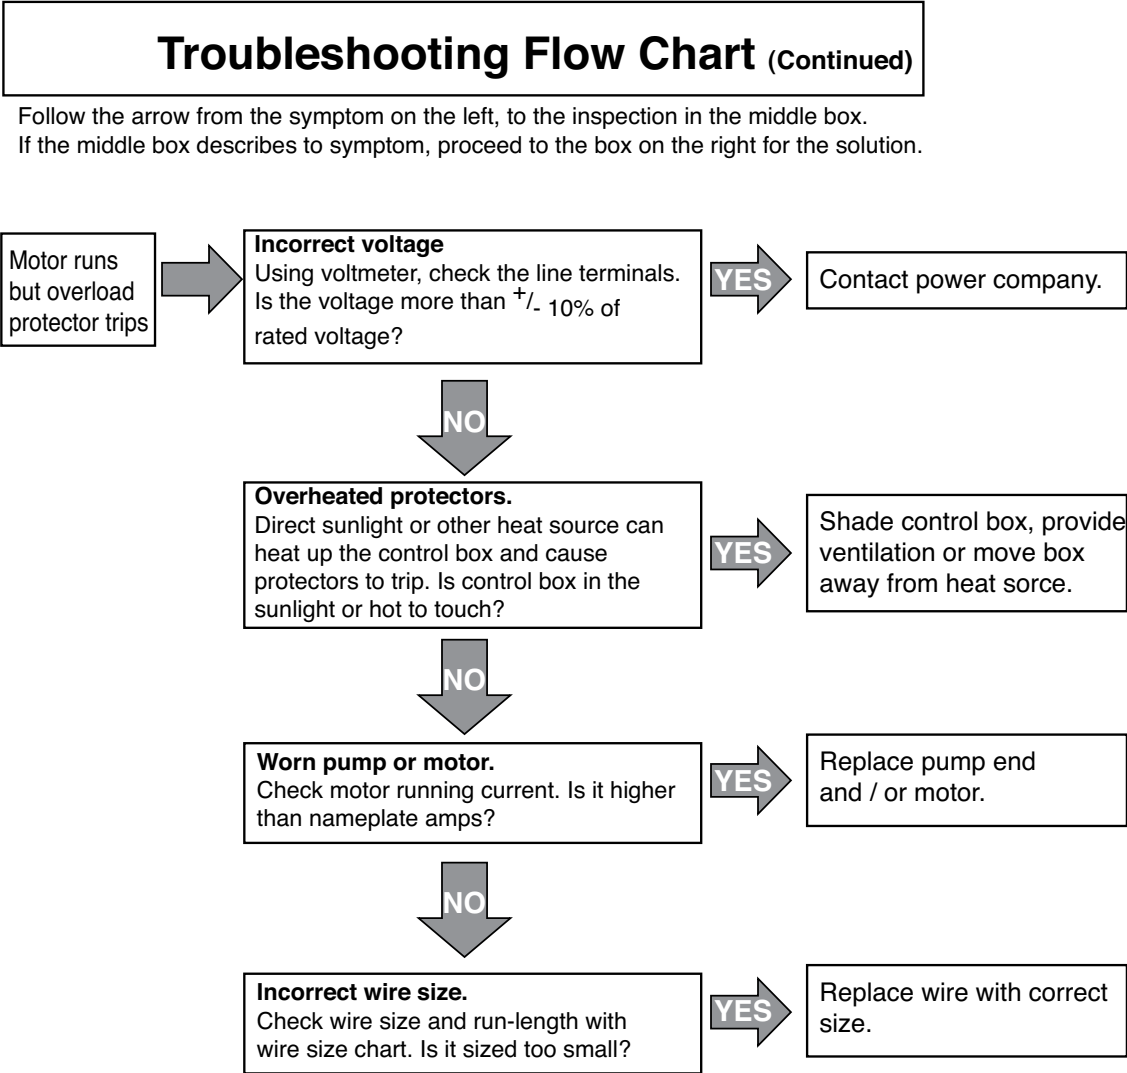 Troubleshooting Flow Chart (Continued)
Follow the arrow from the symptom on the left, to the inspection in the middle box.
If the middle box describes to symptom, proceed to the box on the right for the solution.
Motor runs
but overload
protector trips
Incorrect voltage
Using voltmeter, check the line terminals.
Is the voltage more than +/- 10% of
rated voltage?
YES
Contact power company.
NO
Overheated protectors.
Direct sunlight or other heat source can
heat up the control box and cause
protectors to trip. Is control box in the
sunlight or hot to touch?
YES
Shade control box, provide
ventilation or move box
away from heat sorce.
NO
Worn pump or motor.
Check motor running current. Is it higher
than nameplate amps?
YES
Replace pump end
and / or motor.
NO
Incorrect wire size.
Check wire size and run-length with
wire size chart. Is it sized too small?
YES
Replace wire with correct
size.